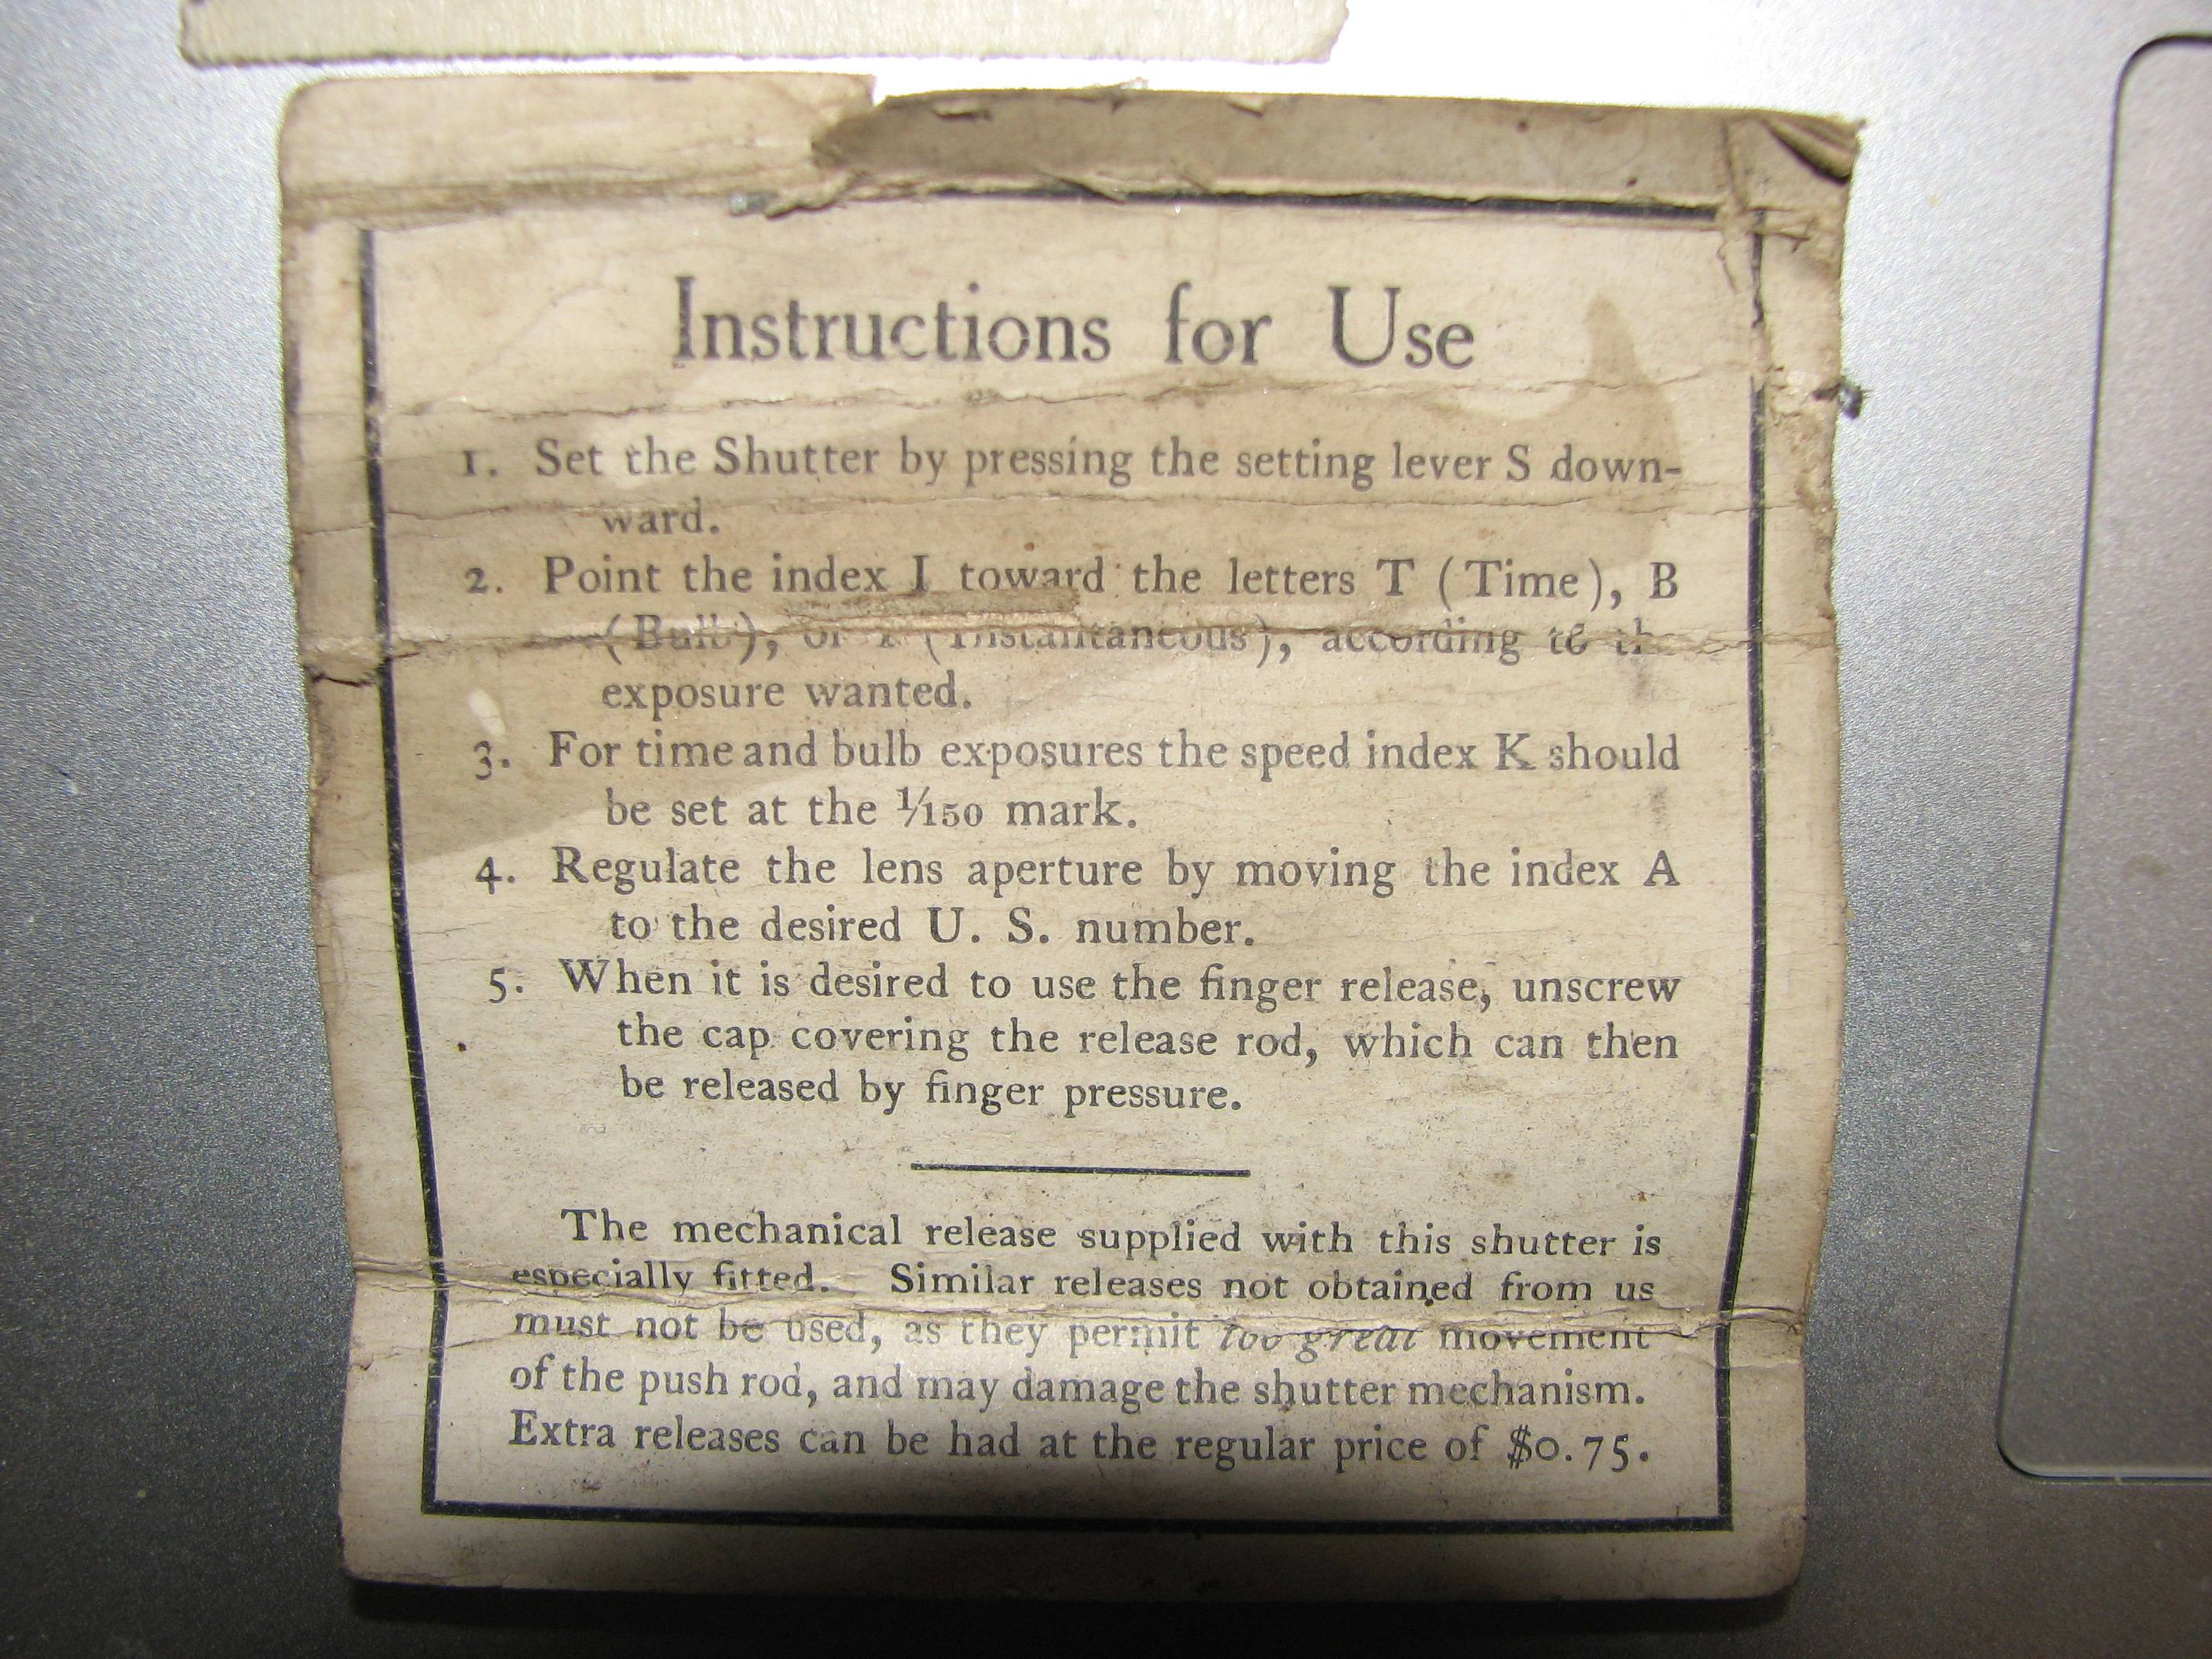 Instructions for Use
1. Set the Shutter by pressing the setting lever S down-
ward.
2. Point the index I toward the letters T (Time), B
(Bulb), or I (Instantaneous), according to the
exposure wanted.
3. For time and bulb exposures the speed index K should
be set at the 1/150 mark.
4. Regulate the lens aperture by moving the index A
to the desired U. S. number.
5. When it is desired to use the finger release, unscrew
the cap covering the release rod, which can then
be released by finger pressure.
The mechanical release supplied with this shutter is
especially fitted. Similar releases not obtained from us
must not be used, as they permit too great movement
of the push rod, and may damage the shutter mechanism.
Extra releases can be had at the regular price of $0.75.